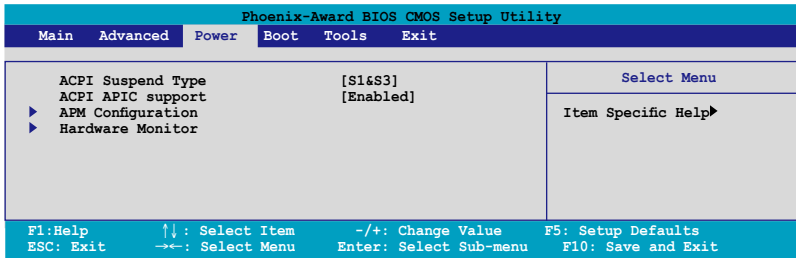 Phoenix-Award BIOS CMOS Setup Utility
Main Advanced Power Boot Tools Exit
ACPI Suspend Type [S1&S3]
ACPI APIC support [Enabled]
APM Configuration
Hardware Monitor
Select Menu
Item Specific Help
F1:Help ↑↓ : Select Item -/+: Change Value F5: Setup Defaults
ESC: Exit →←: Select Menu Enter: Select Sub-menu F10: Save and Exit